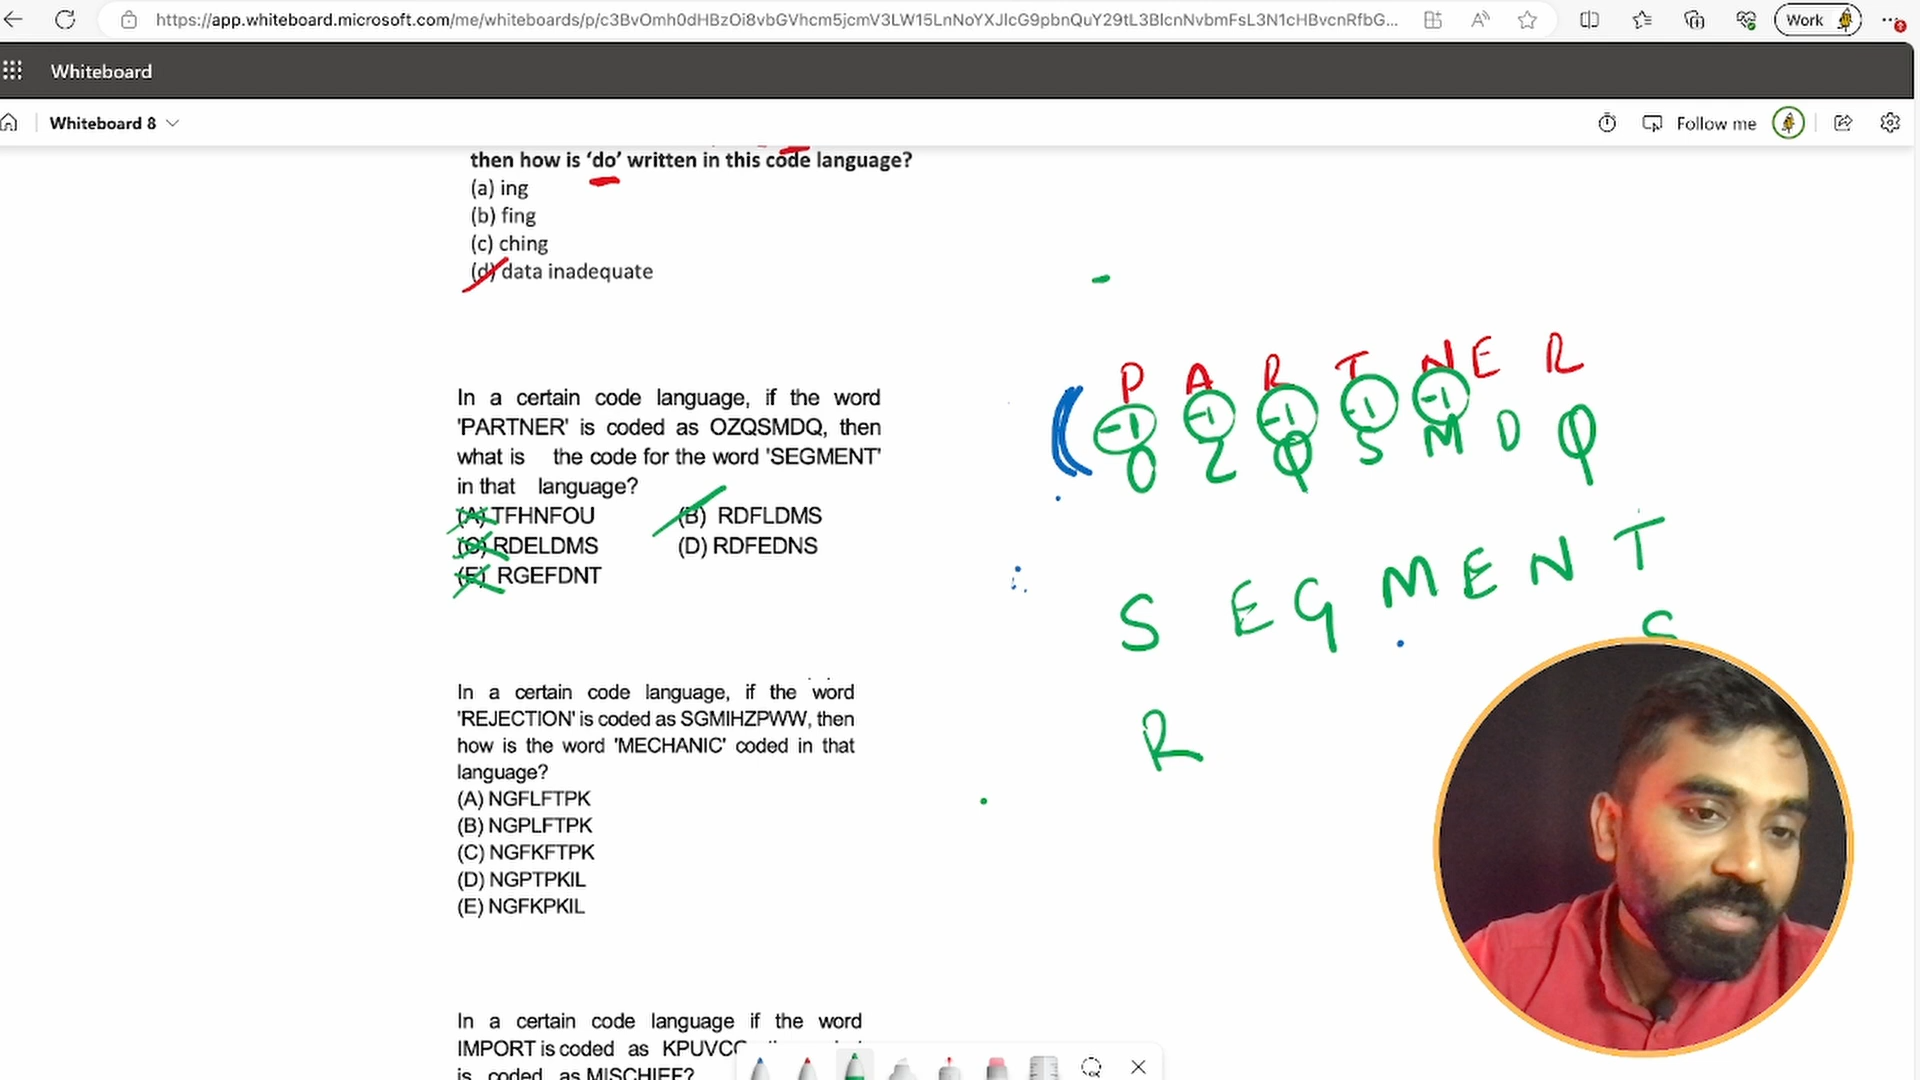 https://app.whiteboard.microsoft.com/me/whiteboards/p/c3BvOmh0dHBzOi8vbGVhcm5jcmV3LW15LnNoYXJlcG9pbnQuY29tL3BlcnNvbmFsL3N1cHBvcnRfbG...
Work
Whiteboard
Whiteboard 8
Follow me
then how is ‘do’ written in this code language?
(a) ing
(b) fing
(c) ching
(d) data inadequate
P A R T N E R
-1 -1 -1 -1 -1
O Z Q S M D Q
In a certain code language, if the word
'PARTNER' is coded as OZQSMDQ, then
what is the code for the word 'SEGMENT'
in that language?
(A) TFHNFOU (B) RDFLDMS
(C) RDELDMS (D) RDFEDNS
(E) RGEFDNT
S E G M E N T
S
R
In a certain code language, if the word
'REJECTION' is coded as SGMIHZPWW, then
how is the word 'MECHANIC' coded in that
language?
(A) NGFLFTPK
(B) NGPLFTPK
(C) NGFKFTPK
(D) NGPTPKIL
(E) NGFKPKIL
In a certain code language if the word
IMPORT is coded as
is coded as MISCHIEF?